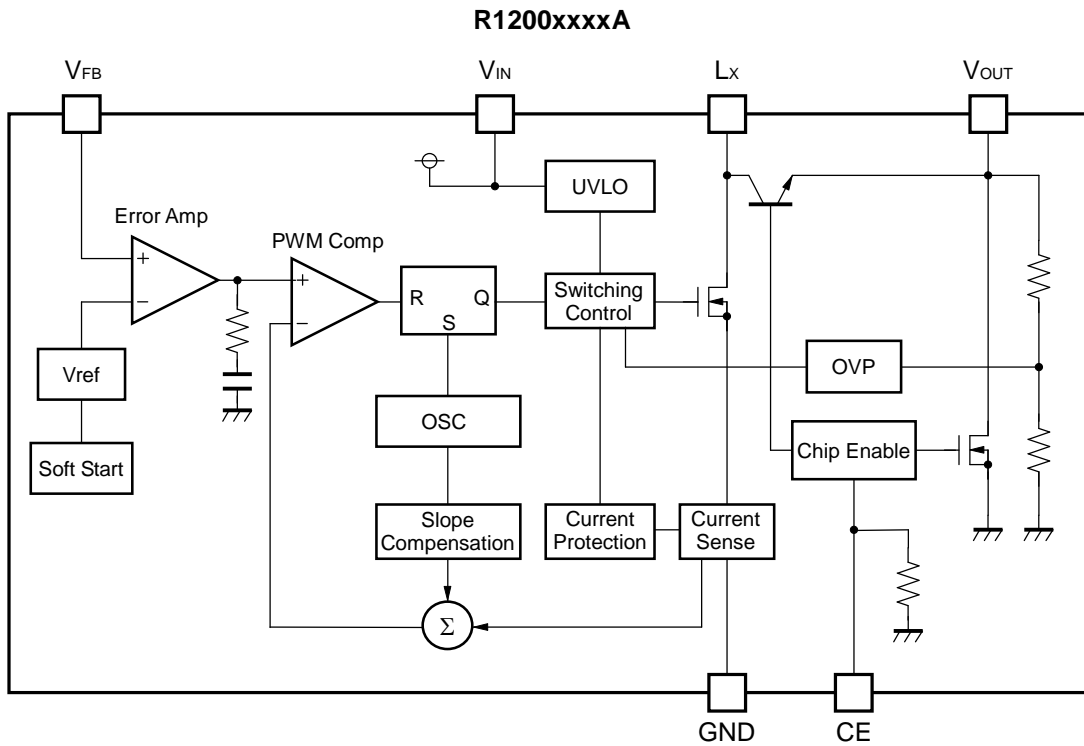 R1200xxxxA
VFB
VIN
LX
VOUT
UVLO
Error Amp
PWM Comp
+
−
+
−
R
Q
S
Switching
Control
Vref
OVP
OSC
Chip Enable
Soft Start
Slope
Compensation
Current
Protection
Current
Sense
Σ
GND
CE